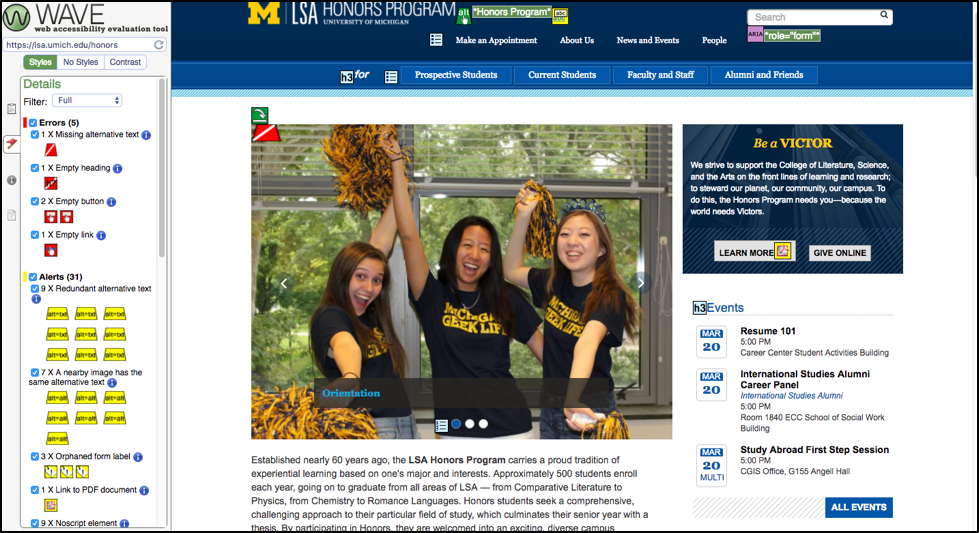 WAVE
web accessibility evaluation tool
https://lsa.umich.edu/honors
Styles No Styles Contrast
Details
Filter: Full
Errors (5)
1 X Missing alternative text
1 X Empty heading
2 X Empty button
1 X Empty link
Alerts (31)
9 X Redundant alternative text
alt=txt alt=txt alt=txt
alt=txt alt=txt alt=txt
alt=txt alt=txt alt=txt
7 X A nearby image has the
same alternative text
alt=alt alt=alt alt=alt
alt=alt alt=alt alt=alt
alt=alt
3 X Orphaned form label
1 X Link to PDF document
9 X Noscript element
M LSA HONORS PROGRAM
UNIVERSITY OF MICHIGAN
alt "Honors Program"
abc
Search
ARIA *role="form"*
Make an Appointment About Us News and Events People
h3 for Prospective Students Current Students Faculty and Staff Alumni and Friends
MICHIGAN
GEEK LIFE
Orientation
Established nearly 60 years ago, the LSA Honors Program carries a proud tradition of
experiential learning based on one's major and interests. Approximately 500 students enroll
each year, going on to graduate from all areas of LSA — from Comparative Literature to
Physics, from Chemistry to Romance Languages. Honors students seek a comprehensive,
challenging approach to their particular field of study, which culminates their senior year with a
thesis. By participating in Honors, they are welcomed into an exciting, diverse campus
Be a VICTOR
We strive to support the College of Literature, Science,
and the Arts on the front lines of learning and research;
to steward our planet, our community, our campus. To
do this, the Honors Program needs you—because the
world needs Victors.
LEARN MORE GIVE ONLINE
h3 Events
MAR
20
Resume 101
5:00 PM
Career Center Student Activities Building
MAR
20
International Studies Alumni
Career Panel
International Studies Alumni
5:00 PM
Room 1840 ECC School of Social Work
Building
MAR
20
MULTI
Study Abroad First Step Session
5:00 PM
CGIS Office, G155 Angell Hall
ALL EVENTS